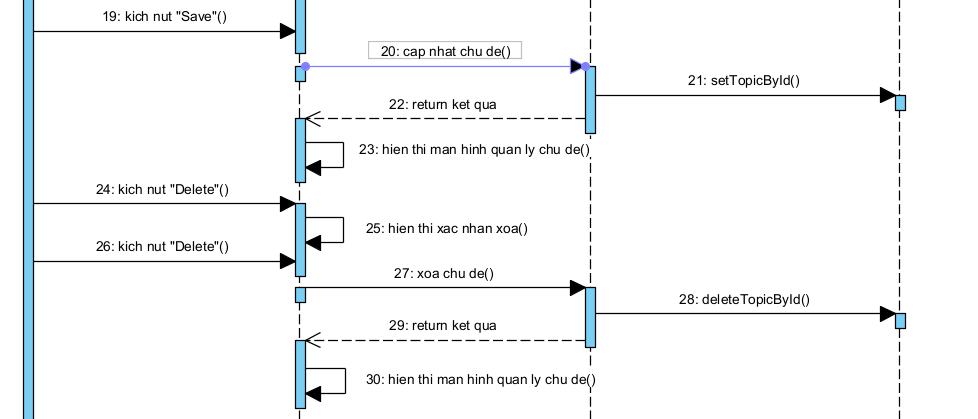 19: kich nut "Save"()
20: cap nhat chu de()
21: setTopicById()
22: return ket qua
23: hien thi man hinh quan ly chu de()
24: kich nut "Delete"()
25: hien thi xac nhan xoa()
26: kich nut "Delete"()
27: xoa chu de()
28: deleteTopicById()
29: return ket qua
30: hien thi man hinh quan ly chu de()